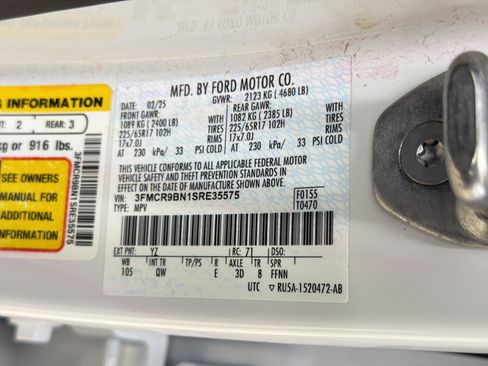 G INFORMATION
2 REAR: 3
kg or 916 lbs.
SEE OWNERS
MANUAL FOR
ADDITIONAL
3FMCR9BN1SRE35575
MFD. BY FORD MOTOR CO.
DATE: 02/25 GVWR: 2123 KG ( 4680 LB)
FRONT GAWR: REAR GAWR:
1089 KG ( 2400 LB) 1082 KG ( 2385 LB)
225/65R17 102H TIRES 225/65R17 102H TIRES
17x7.0J RIMS 17x7.0J RIMS
AT 230 kPa/ 33 PSI COLD AT 230 kPa/ 33 PSI COLD
THIS VEHICLE CONFORMS TO ALL APPLICABLE FEDERAL MOTOR
VEHICLE SAFETY AND THEFT PREVENTION STANDARDS IN
EFFECT ON THE DATE OF MANUFACTURE SHOWN ABOVE.
VIN: 3FMCR9BN1SRE35575 F0155
TYPE: MPV T0470
EXT PNT: YZ RC: 71 DSO:
WB INT TR TP/PS R AXLE TR SPR
105 QW E 3D 8 FFNN
UTC ▽ RU5A-1520472-AB